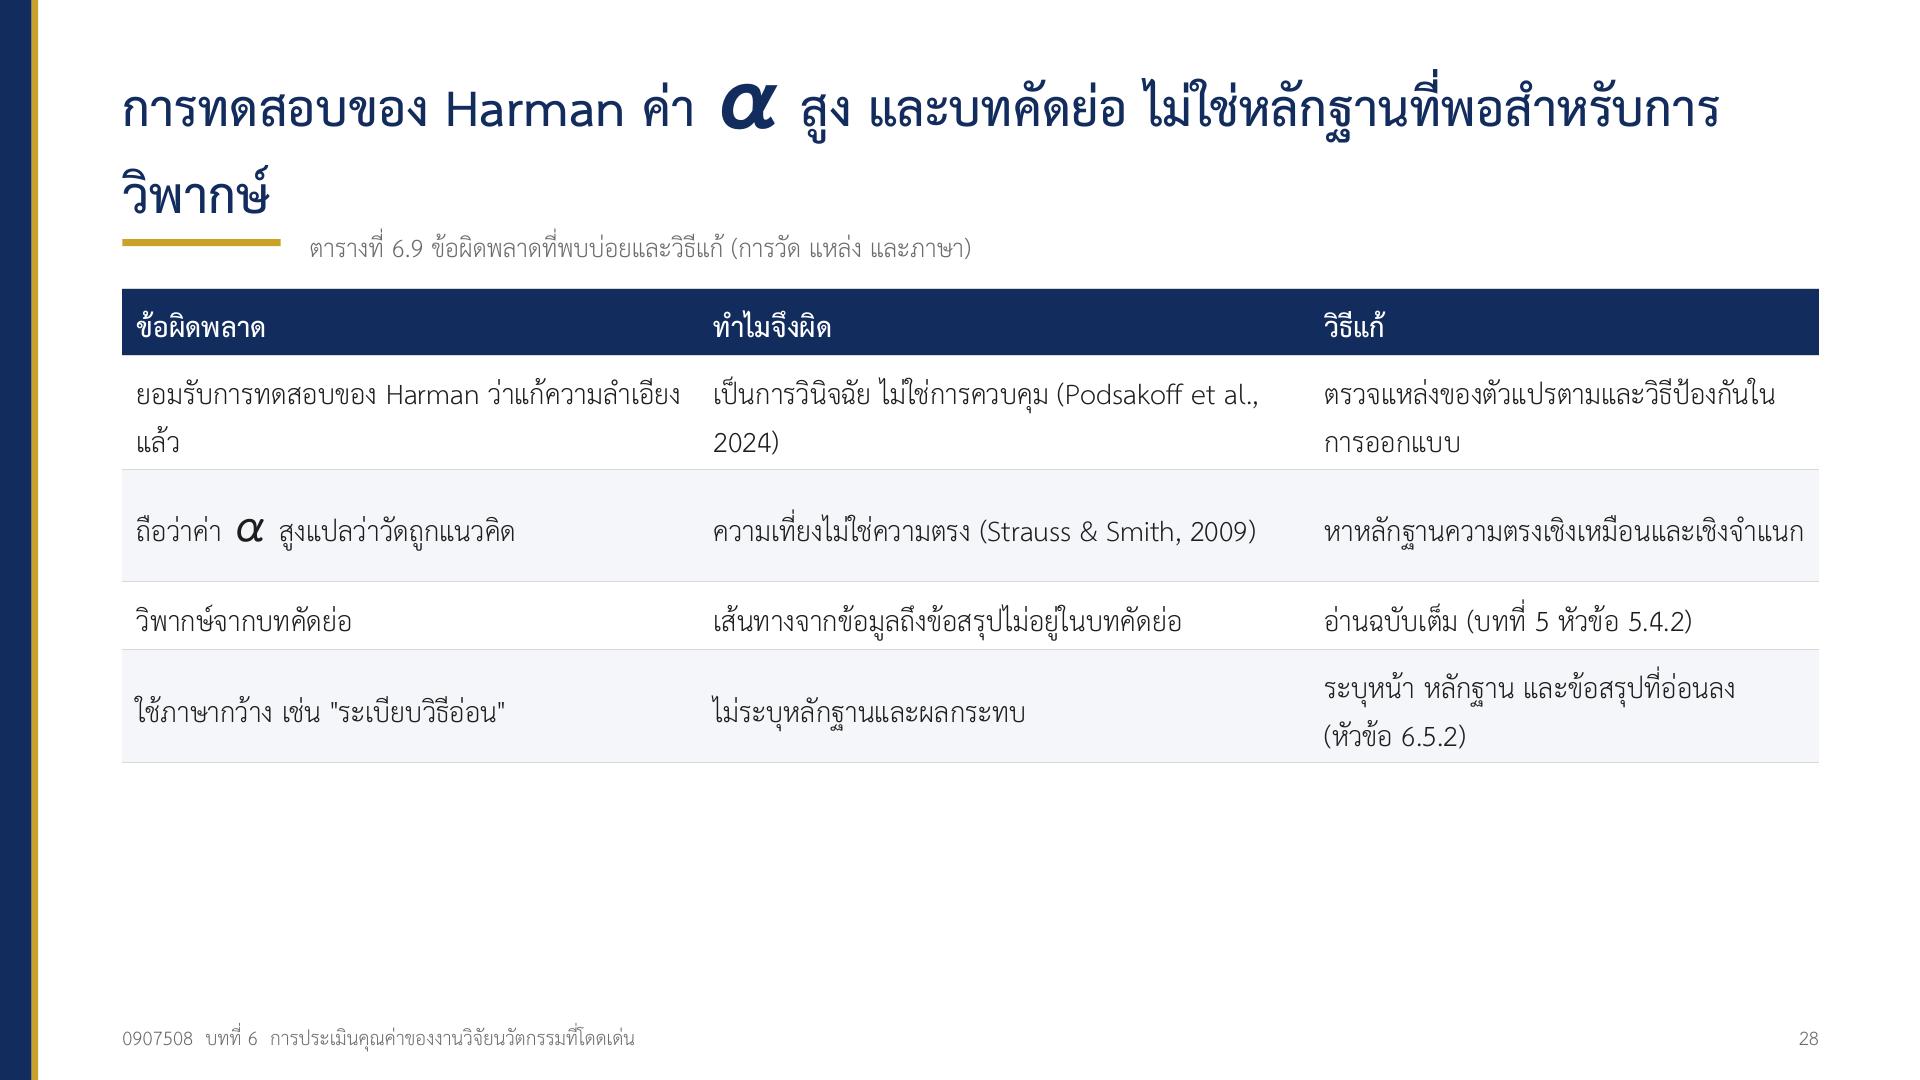 การทดสอบของ Harman ค่า α สูง และบทคัดย่อ ไม่ใช่หลักฐานที่พอสำหรับการ
วิพากษ์
ตารางที่ 6.9 ข้อผิดพลาดที่พบบ่อยและวิธีแก้ (การวัด แหล่ง และภาษา)
ข้อผิดพลาด ทำไมจึงผิด วิธีแก้
ยอมรับการทดสอบของ Harman ว่าแก้ความลำเอียง เป็นการวินิจฉัย ไม่ใช่การควบคุม (Podsakoff et al., ตรวจแหล่งของตัวแปรตามและวิธีป้องกันใน
แล้ว 2024) การออกแบบ
ถือว่าค่า α สูงแปลว่าวัดถูกแนวคิด ความเที่ยงไม่ใช่ความตรง (Strauss & Smith, 2009) หาหลักฐานความตรงเชิงเหมือนและเชิงจำแนก
วิพากษ์จากบทคัดย่อ เส้นทางจากข้อมูลถึงข้อสรุปไม่อยู่ในบทคัดย่อ อ่านฉบับเต็ม (บทที่ 5 หัวข้อ 5.4.2)
ใช้ภาษากว้าง เช่น "ระเบียบวิธีอ่อน" ไม่ระบุหลักฐานและผลกระทบ ระบุหน้า หลักฐาน และข้อสรุปที่อ่อนลง
(หัวข้อ 6.5.2)
0907508 บทที่ 6 การประเมินคุณค่าของงานวิจัยนวัตกรรมที่โดดเด่น 28